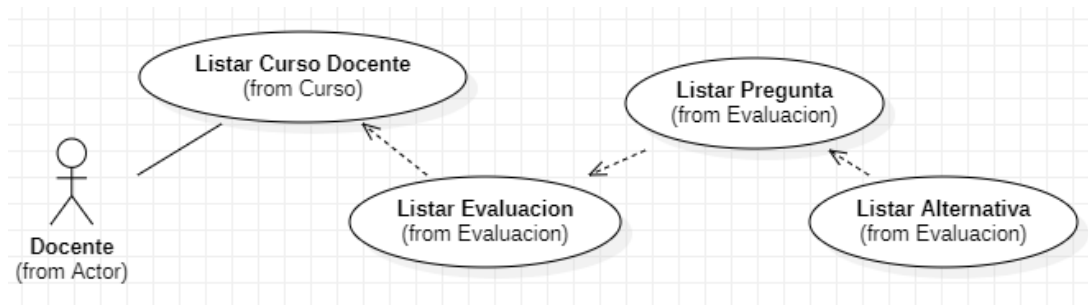 Listar Curso Docente
(from Curso)
Listar Pregunta
(from Evaluacion)
Listar Evaluacion
(from Evaluacion)
Listar Alternativa
(from Evaluacion)
Docente
(from Actor)